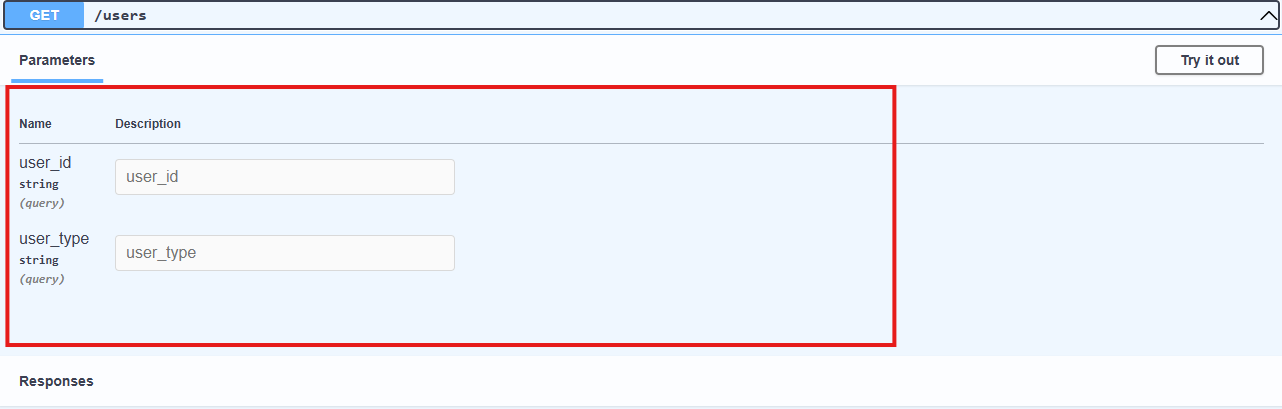 GET /users
Parameters
Try it out
Name Description
user_id
string
(query)
user_id
user_type
string
(query)
user_type
Responses